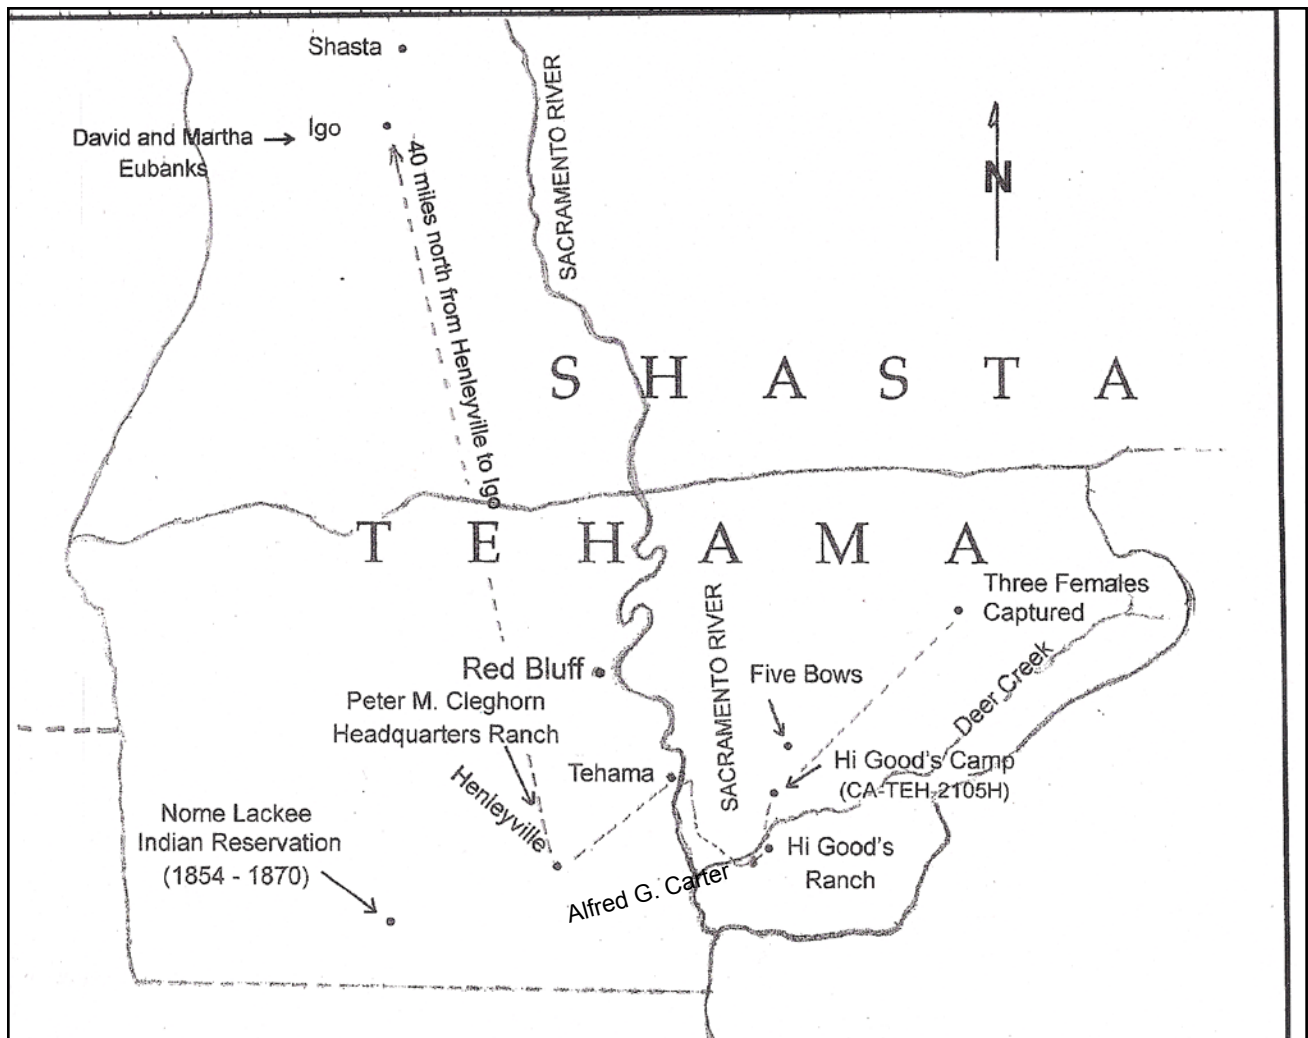 Shasta
Igo
David and Martha
Eubanks
SACRAMENTO RIVER
N
40 miles north from Henleyville to Igo
S H A S T A
T E H A M A
Three Females
Captured
Deer Creek
SACRAMENTO RIVER
Red Bluff
Five Bows
Peter M. Cleghorn
Headquarters Ranch
Tehama
Hi Good's Camp
(CA-TEH-2105H)
Henleyville
Nome Lackee
Indian Reservation
(1854 - 1870)
Hi Good's
Ranch
Alfred G. Carter